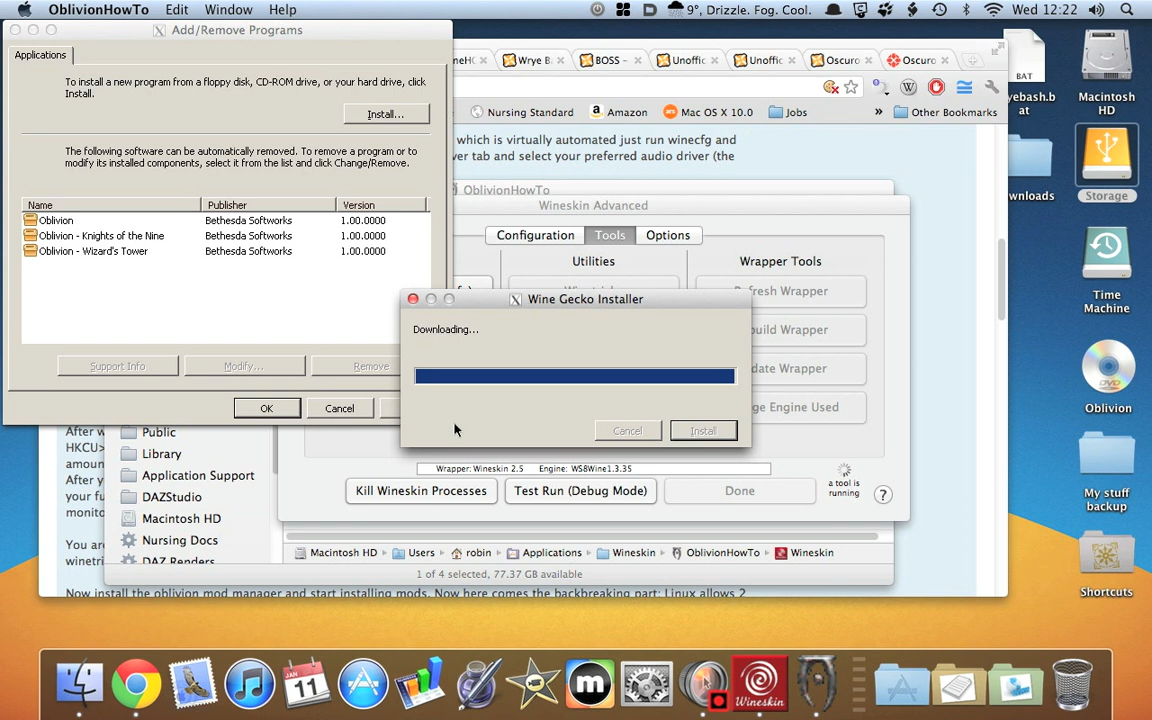 OblivionHowTo Edit Window Help
9°, Drizzle. Fog. Cool.
Wed 12:22
Add/Remove Programs
Applications
To install a new program from a floppy disk, CD-ROM drive, or your hard drive, click
Install.
Install...
The following software can be automatically removed. To remove a program or to
modify its installed components, select it from the list and click Change/Remove.
Name Publisher Version
Oblivion Bethesda Softworks 1.00.0000
Oblivion - Knights of the Nine Bethesda Softworks 1.00.0000
Oblivion - Wizard's Tower Bethesda Softworks 1.00.0000
Support Info Modify... Remove
OK Cancel
Wrye B. BOSS – Unoffic Unoffic Oscuro Oscuro
Nursing Standard Amazon Mac OS X 10.0 Jobs » Other Bookmarks
which is virtually automated just run winecfg and
ver tab and select your preferred audio driver (the
OblivionHowTo
Wineskin Advanced
Configuration Tools Options
Utilities
Wrapper Tools
Refresh Wrapper
Wine Gecko Installer
Downloading...
Cancel Install
Wrapper: Wineskin 2.5 Engine: WS8Wine1.3.35
Kill Wineskin Processes
Test Run (Debug Mode)
Done
a tool is
running
?
After w
HKCU>
amoun
After y
your fu
monito
You are
winetri
Public
Library
Application Support
DAZStudio
Macintosh HD
Nursing Docs
DAZ Renders
Macintosh HD Users robin Applications Wineskin OblivionHowTo Wineskin
1 of 4 selected, 77.37 GB available
Now install the oblivion mod manager and start installing mods. Now here comes the backbreaking part: Linux allows 2
BAT
yebash.b
at
wnloads
Macintosh
HD
Storage
Time
Machine
DVD
Oblivion
My stuff
backup
Shortcuts
JAN
11
Wineskin